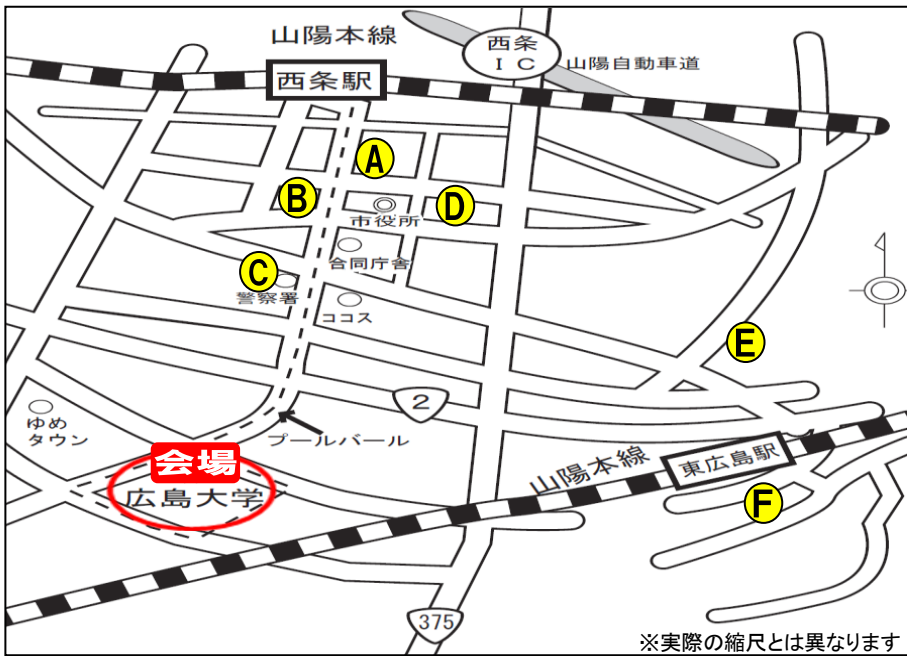 山陽本線
西条
IC
山陽自動車道
西条駅
A
B
D
市役所
合同庁舎
C
警察署
ココス
E
2
ゆめ
タウン
プールバール
会場
広島大学
山陽本線
東広島駅
F
375
※実際の縮尺とは異なります